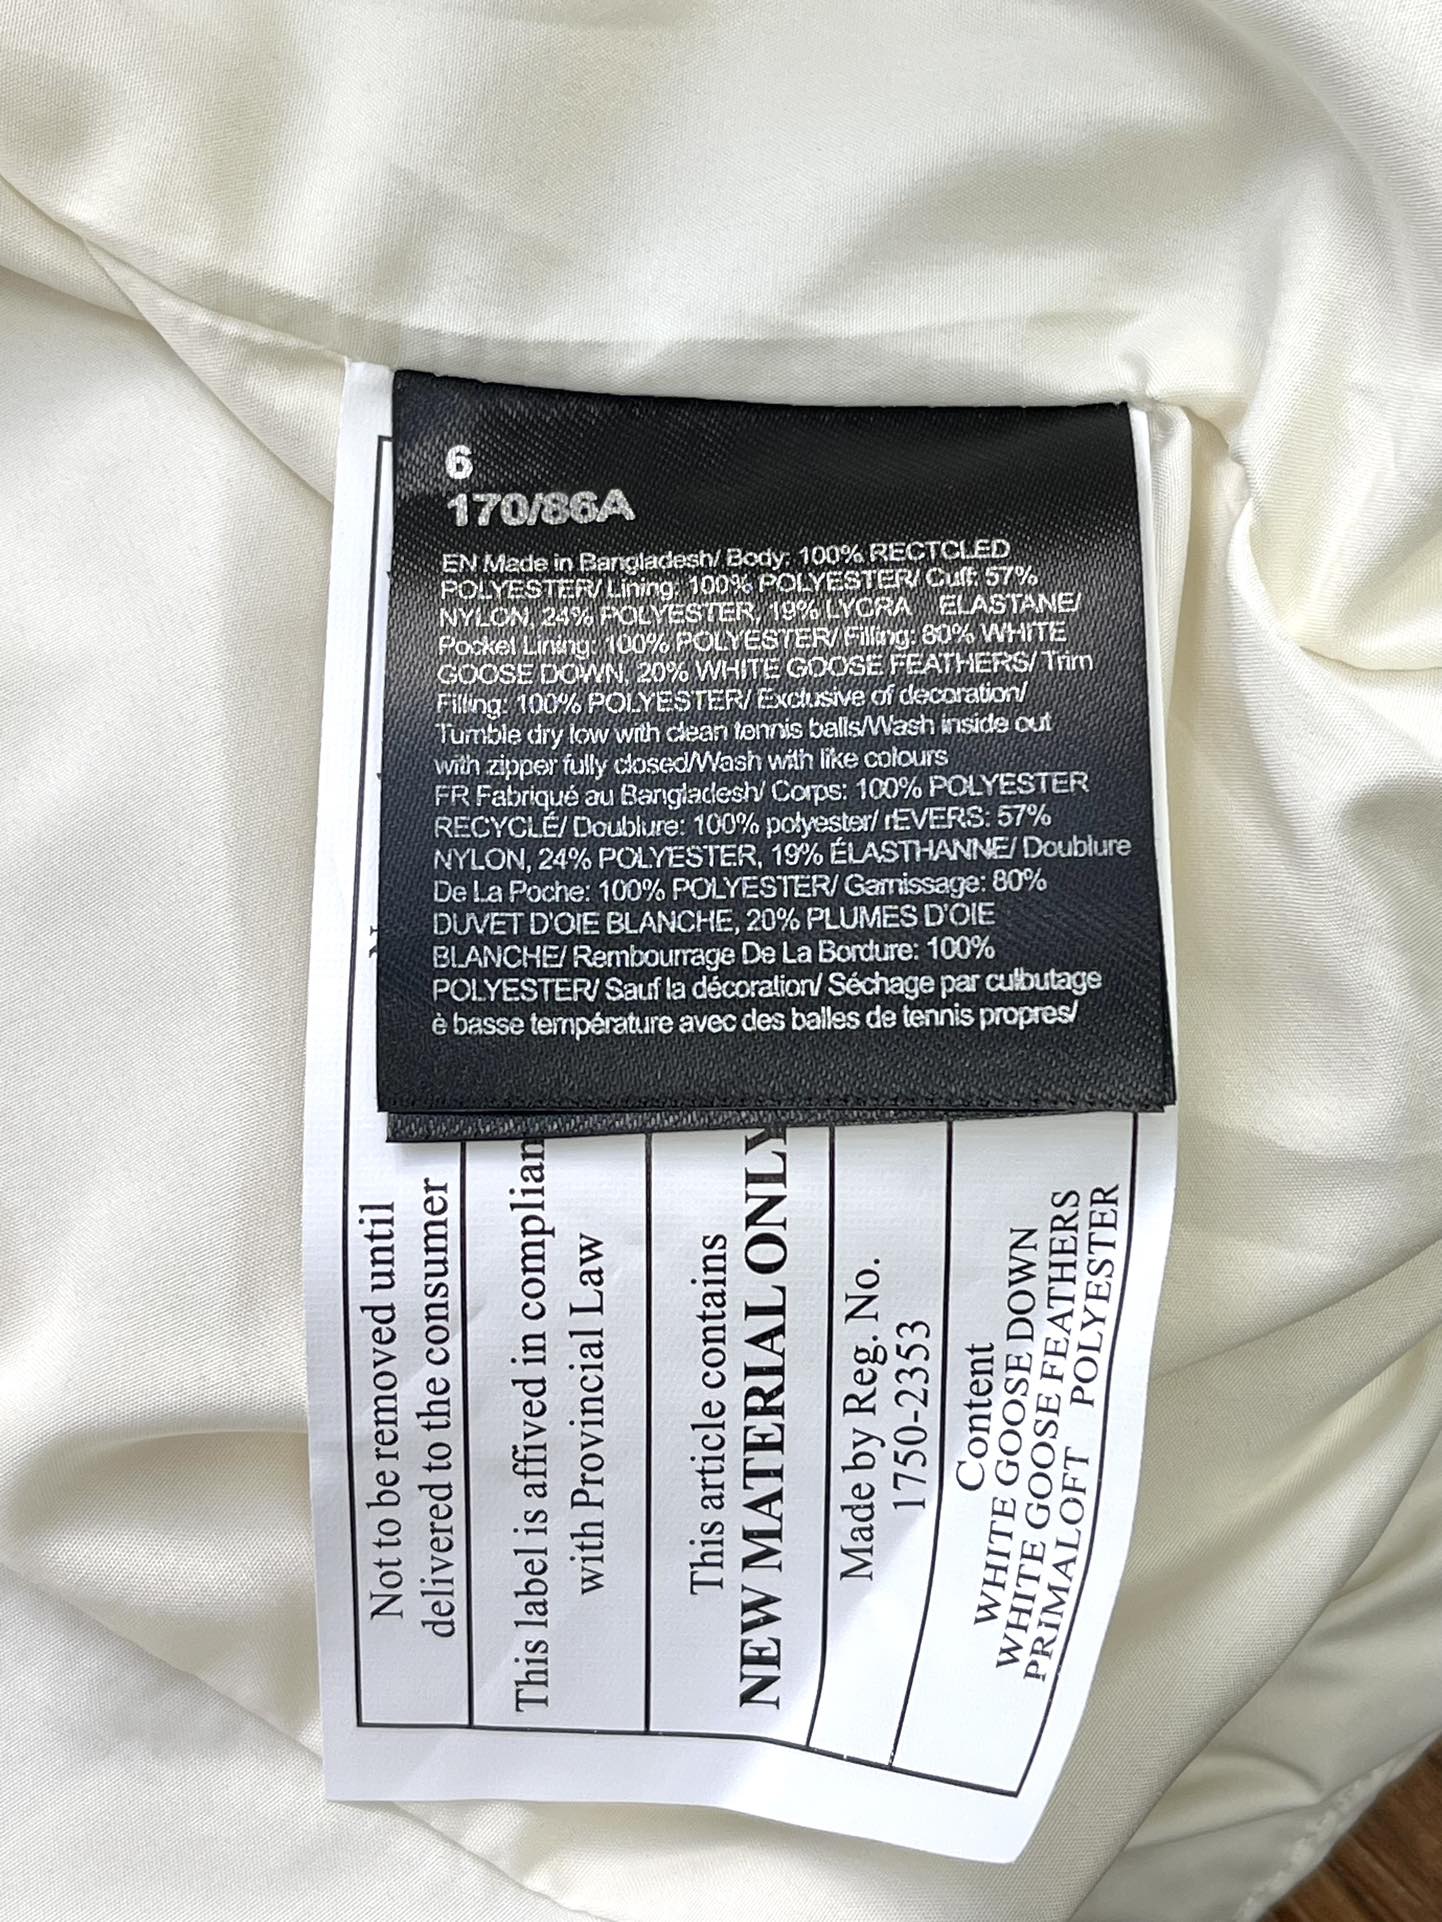 6
170/86A
EN Made in Bangladesh/ Body: 100% RECTCLED
POLYESTER/ Lining: 100% POLYESTER/ Cuff: 57%
NYLON, 24% POLYESTER, 19% LYCRA ELASTANE/
Pocket Lining: 100% POLYESTER/ Filling: 80% WHITE
GOOSE DOWN, 20% WHITE GOOSE FEATHERS/ Trim
Filling: 100% POLYESTER/ Exclusive of decoration/
Tumble dry low with clean tennis balls/Wash inside out
with zipper fully closed/Wash with like colours
FR Fabriqué au Bangladesh/ Corps: 100% POLYESTER
RECYCLÉ/ Doublure: 100% polyester/ rEVERS: 57%
NYLON, 24% POLYESTER, 19% ÉLASTHANNE/ Doublure
De La Poche: 100% POLYESTER/ Garnissage: 80%
DUVET D'OIE BLANCHE, 20% PLUMES D'OIE
BLANCHE/ Rembourrage De La Bordure: 100%
POLYESTER/ Sauf la décoration/ Séchage par culbutage
è basse température avec des balles de tennis propres/
Not to be removed until
delivered to the consumer
This label is affived in complian
with Provincial Law
This article contains
NEW MATERIAL ONLY
Made by Reg. No.
1750-2353
Content
WHITE GOOSE DOWN
WHITE GOOSE FEATHERS
PRIMALOFT POLYESTER